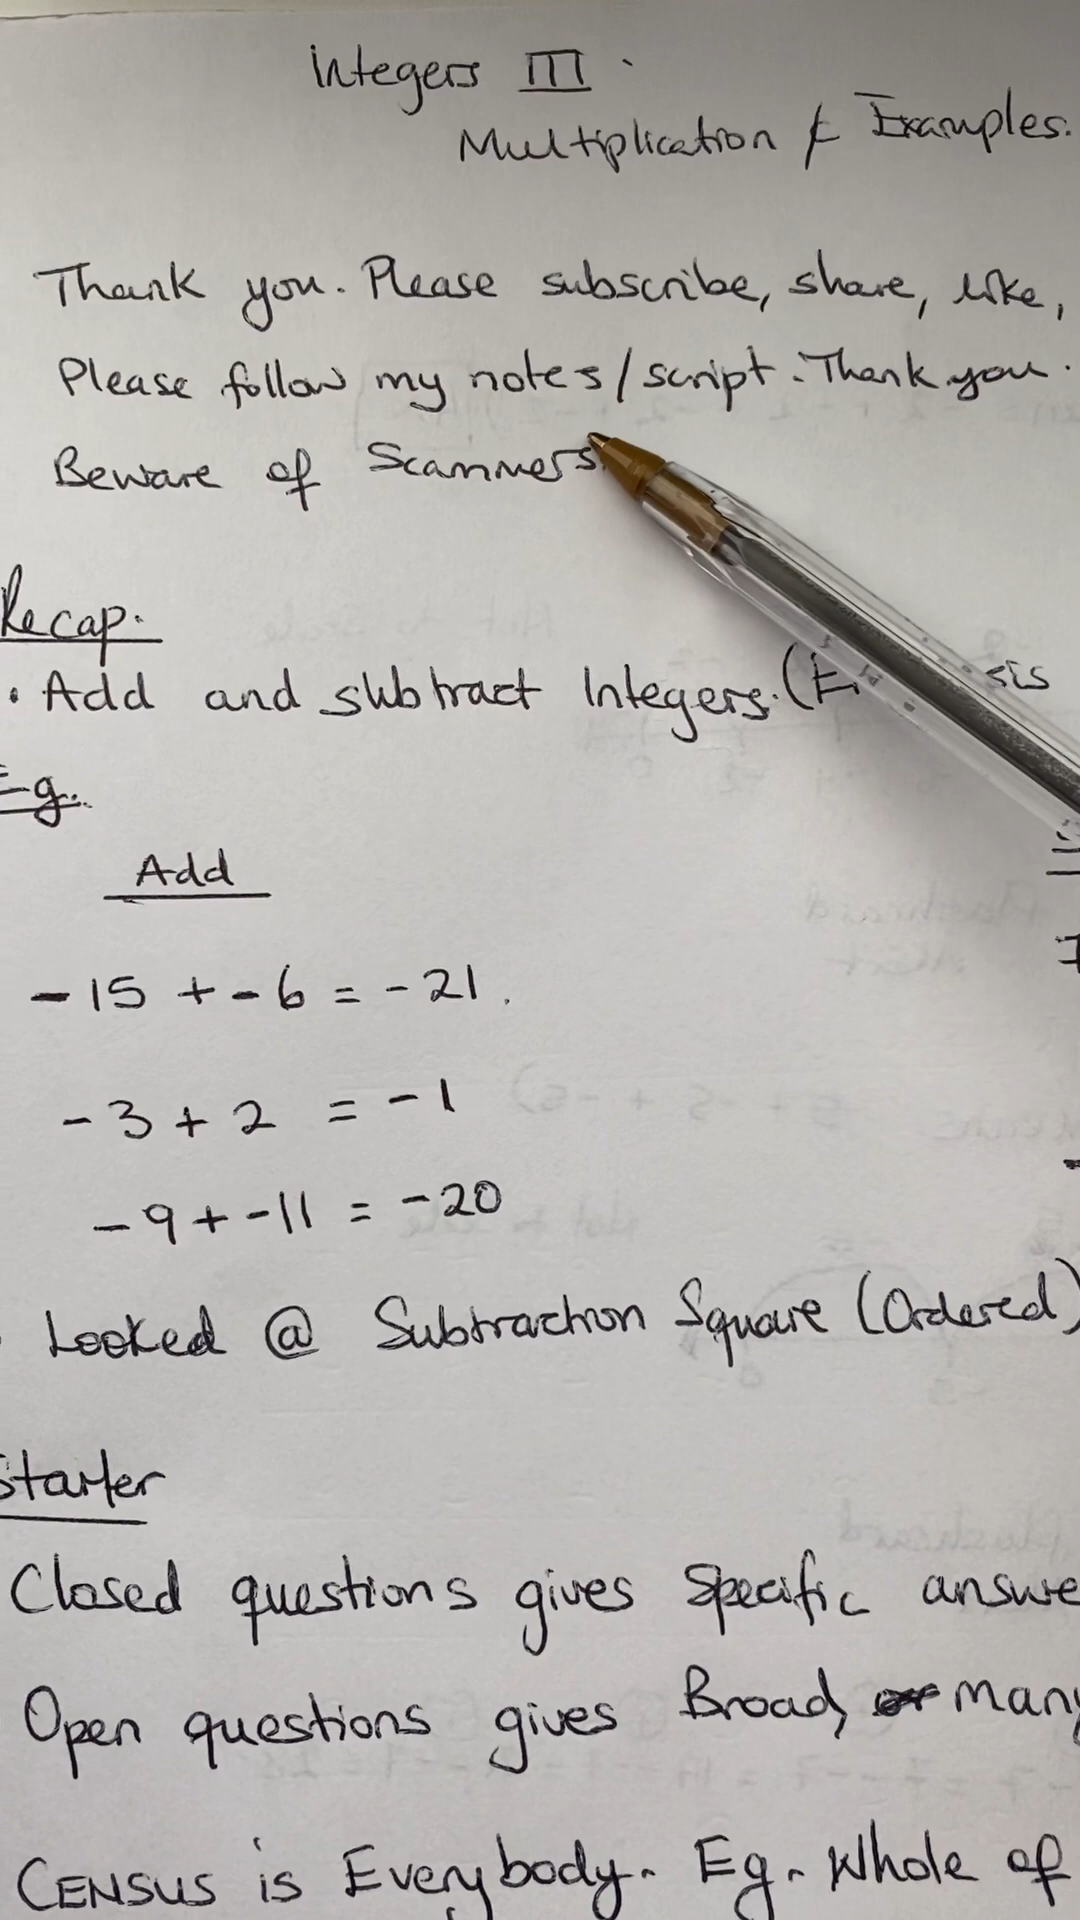 Integers III.
Multiplication & Examples.
Thank you. Please subscribe, share, like,
Please follow my notes/script. Thank you.
Beware of Scammers.
Recap.
• Add and subtract Integers. (
Eg.
Add
-15 + -6 = -21.
-3 + 2 = -1
-9 + -11 = -20
Looked @ Subtraction Square (Ordered)
Starter
Closed questions gives specific answe
Open questions gives Broad, many
CENSUS is Everybody. Eg. Whole of